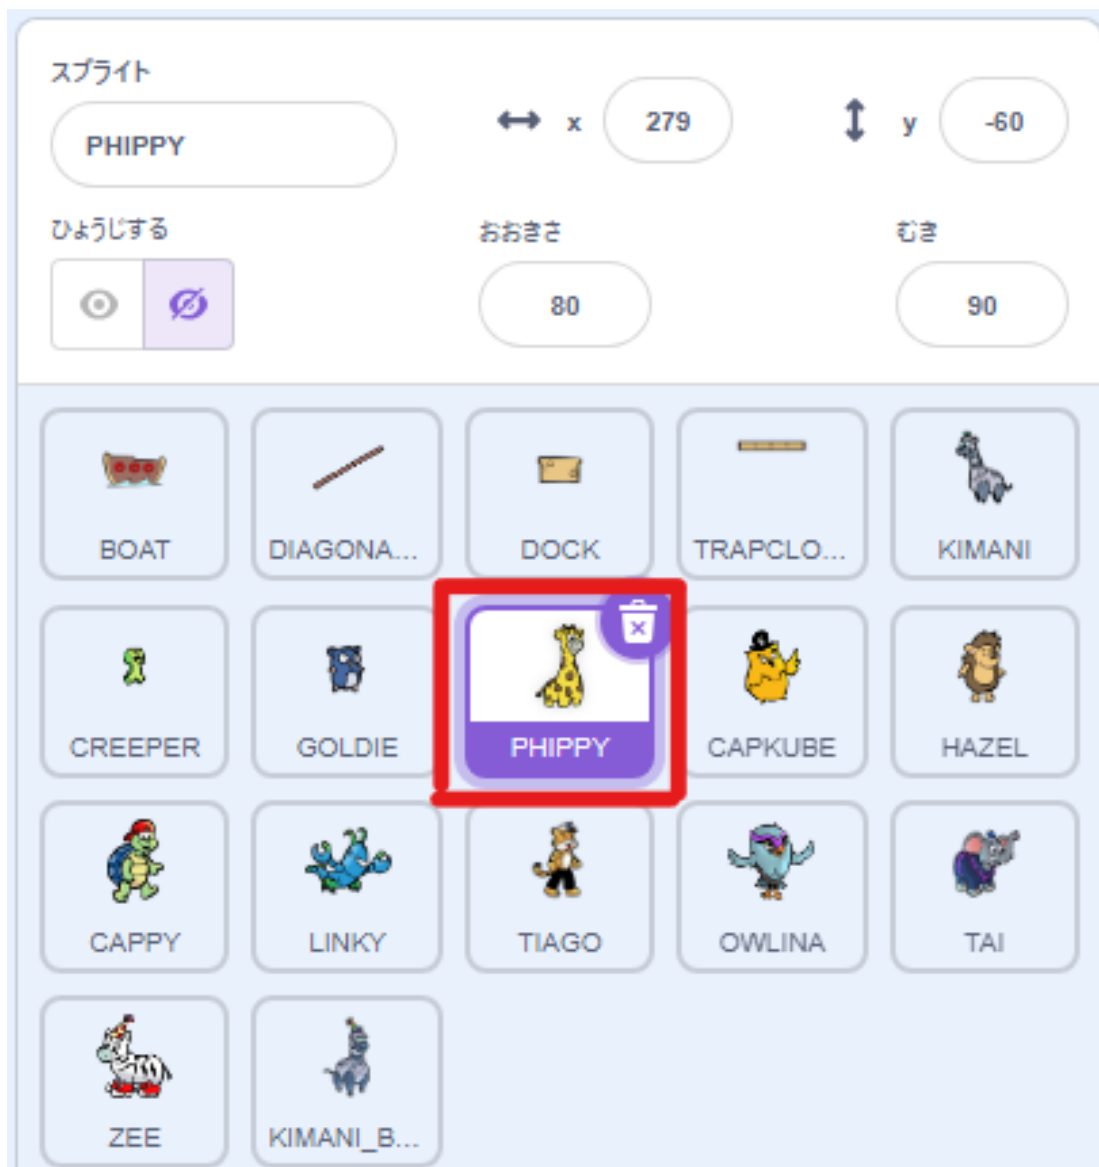 スプライト
PHIPPY
x 279
y -60
ひょうじする
おおきさ
むき
80
90
BOAT
DIAGONA...
DOCK
TRAPCLO...
KIMANI
CREEPER
GOLDIE
PHIPPY
CAPKUBE
HAZEL
CAPPY
LINKY
TIAGO
OWLINA
TAI
ZEE
KIMANI_B...